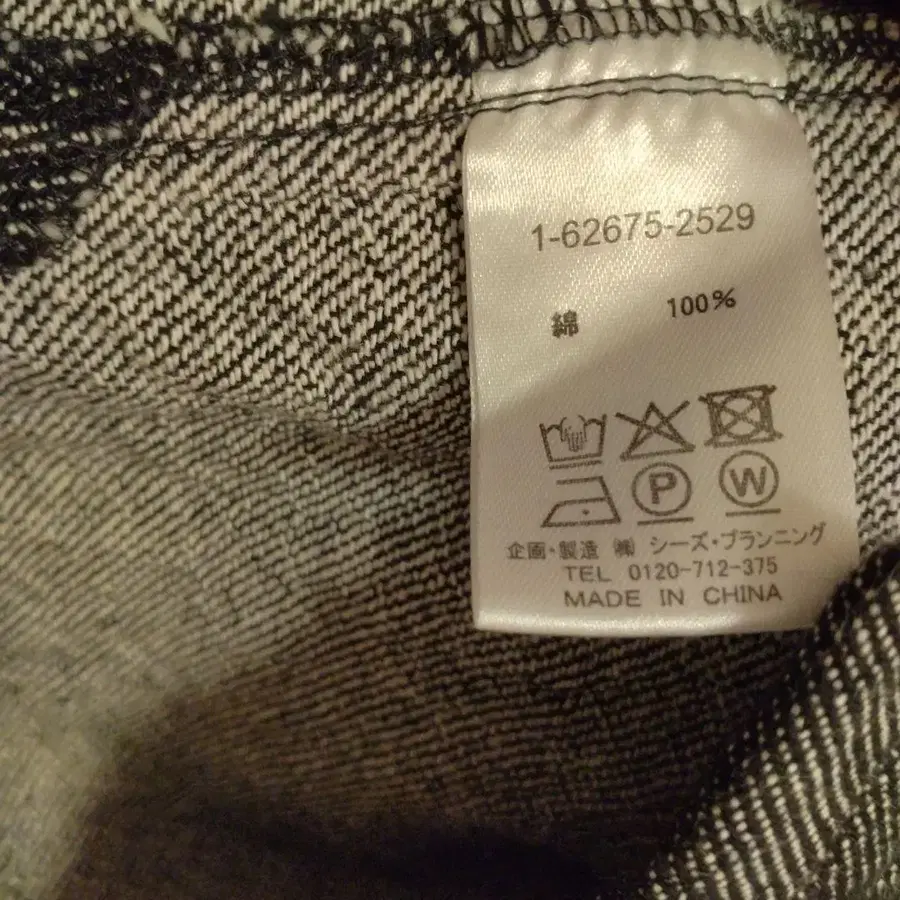 1-62675-2529
綿 100%
P W
企画・製造 ㈱ シーズ・プランニング
TEL 0120-712-375
MADE IN CHINA